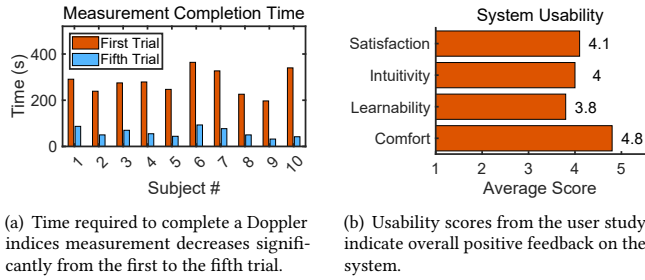 Measurement Completion Time
First Trial
Fifth Trial
400
200
0
Time (s)
1 2 3 4 5 6 7 8 9 10
Subject #
System Usability
Satisfaction 4.1
Intuitivity 4
Learnability 3.8
Comfort 4.8
1 2 3 4 5
Average Score
(a) Time required to complete a Doppler
indices measurement decreases signifi-
cantly from the first to the fifth trial.
(b) Usability scores from the user study
indicate overall positive feedback on the
system.